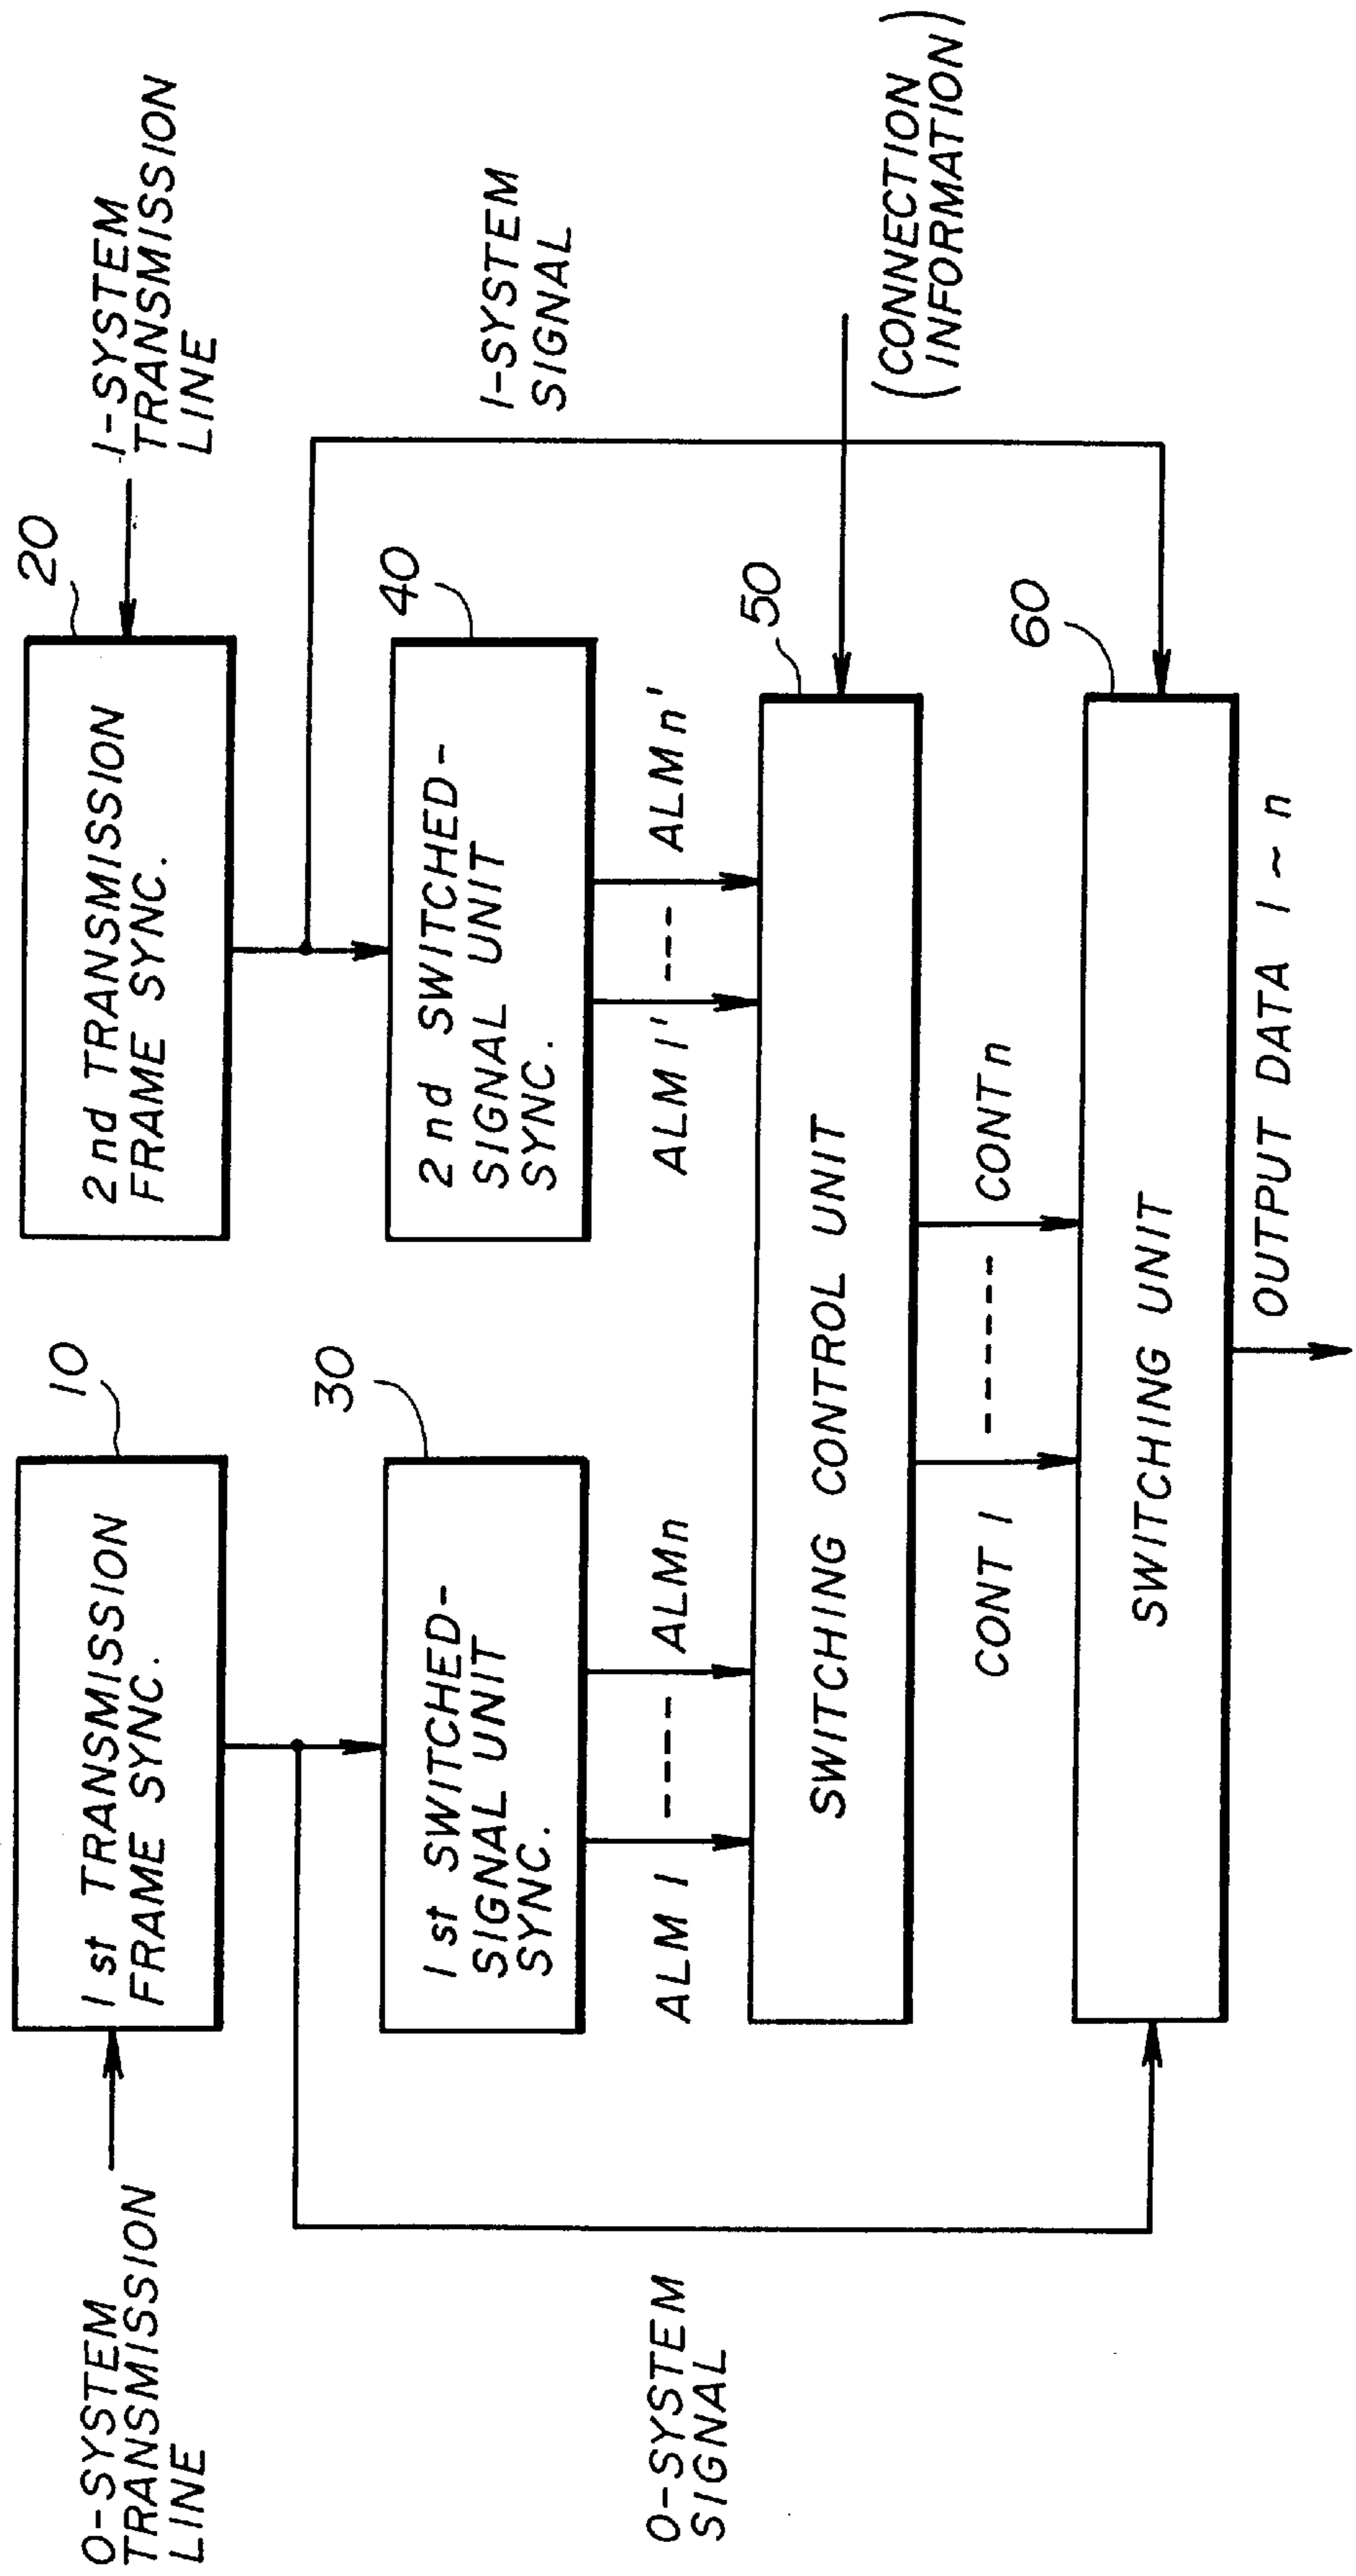 0-SYSTEM
TRANSMISSION
LINE
10
1st TRANSMISSION
FRAME SYNC.
20
2nd TRANSMISSION
FRAME SYNC.
1-SYSTEM
TRANSMISSION
LINE
30
1st SWITCHED-
SIGNAL UNIT
SYNC.
40
2nd SWITCHED-
SIGNAL UNIT
SYNC.
1-SYSTEM
SIGNAL
0-SYSTEM
SIGNAL
ALM 1 ---- ALMn
ALM 1' --- ALMn'
50
SWITCHING CONTROL UNIT
(CONNECTION
INFORMATION)
CONT 1 ------ CONTn
60
SWITCHING UNIT
OUTPUT DATA 1 ~ n